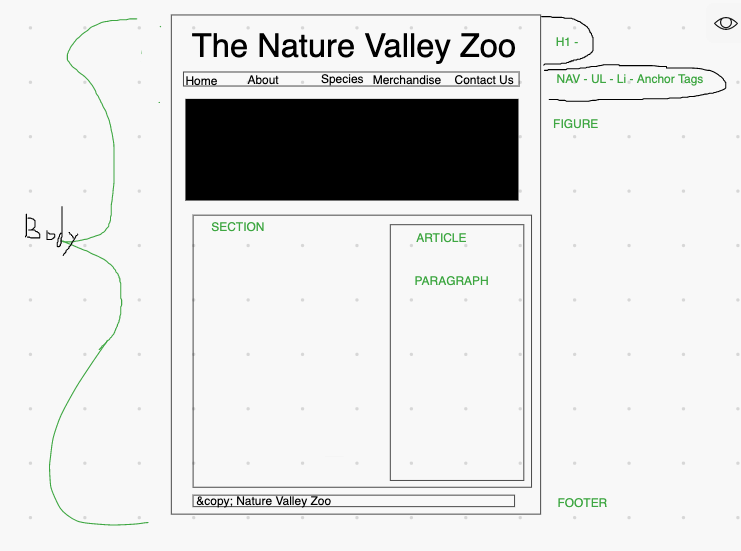 The Nature Valley Zoo
H1 -
Home About Species Merchandise Contact Us
NAV - UL - Li - Anchor Tags
FIGURE
Body
SECTION
ARTICLE
PARAGRAPH
&copy; Nature Valley Zoo
FOOTER